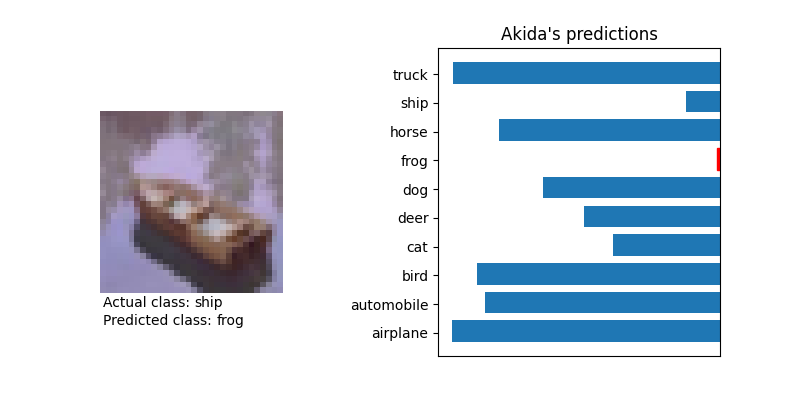 Akida's predictions
truck
ship
horse
frog
dog
deer
cat
bird
automobile
airplane
Actual class: ship
Predicted class: frog